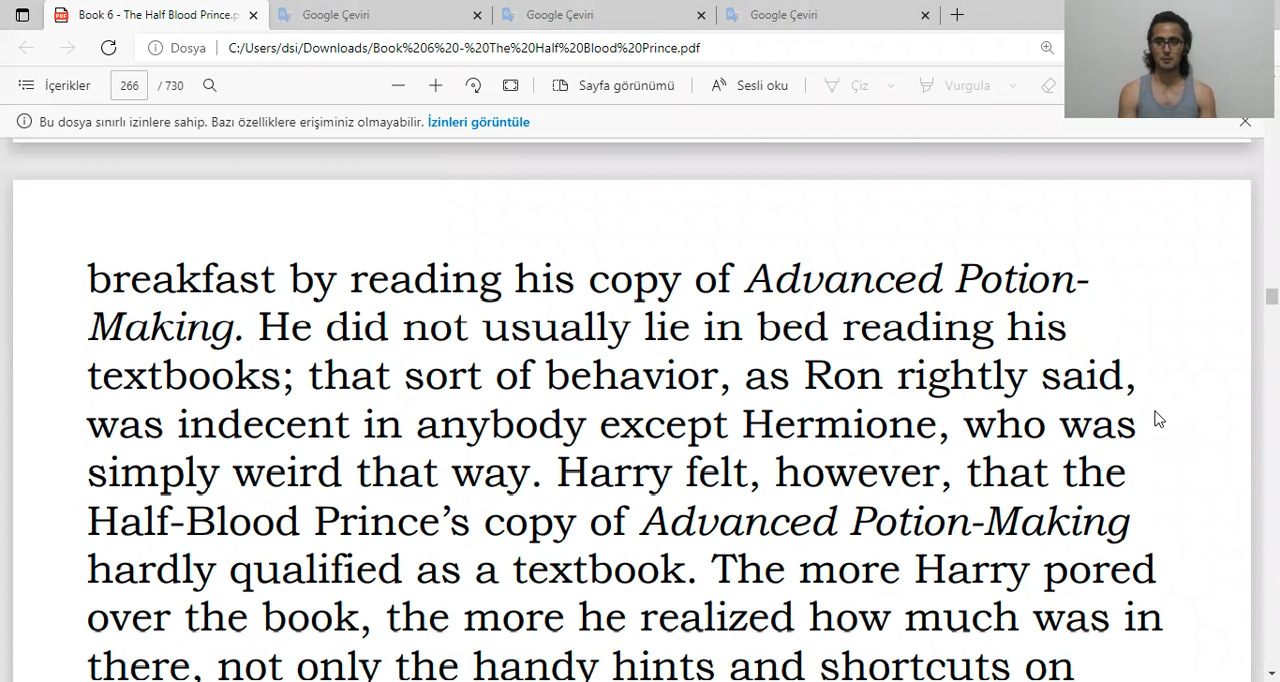 Book 6 - The Half Blood Prince.p
Google Çeviri
Google Çeviri
Google Çeviri
Dosya
C:/Users/dsi/Downloads/Book%206%20-%20The%20Half%20Blood%20Prince.pdf
İçerikler
266
/ 730
Sayfa görünümü
Sesli oku
Çiz
Vurgula
Bu dosya sınırlı izinlere sahip. Bazı özelliklere erişiminiz olmayabilir. İzinleri görüntüle
breakfast by reading his copy of Advanced Potion-
Making. He did not usually lie in bed reading his
textbooks; that sort of behavior, as Ron rightly said,
was indecent in anybody except Hermione, who was
simply weird that way. Harry felt, however, that the
Half-Blood Prince’s copy of Advanced Potion-Making
hardly qualified as a textbook. The more Harry pored
over the book, the more he realized how much was in
there, not only the handy hints and shortcuts on